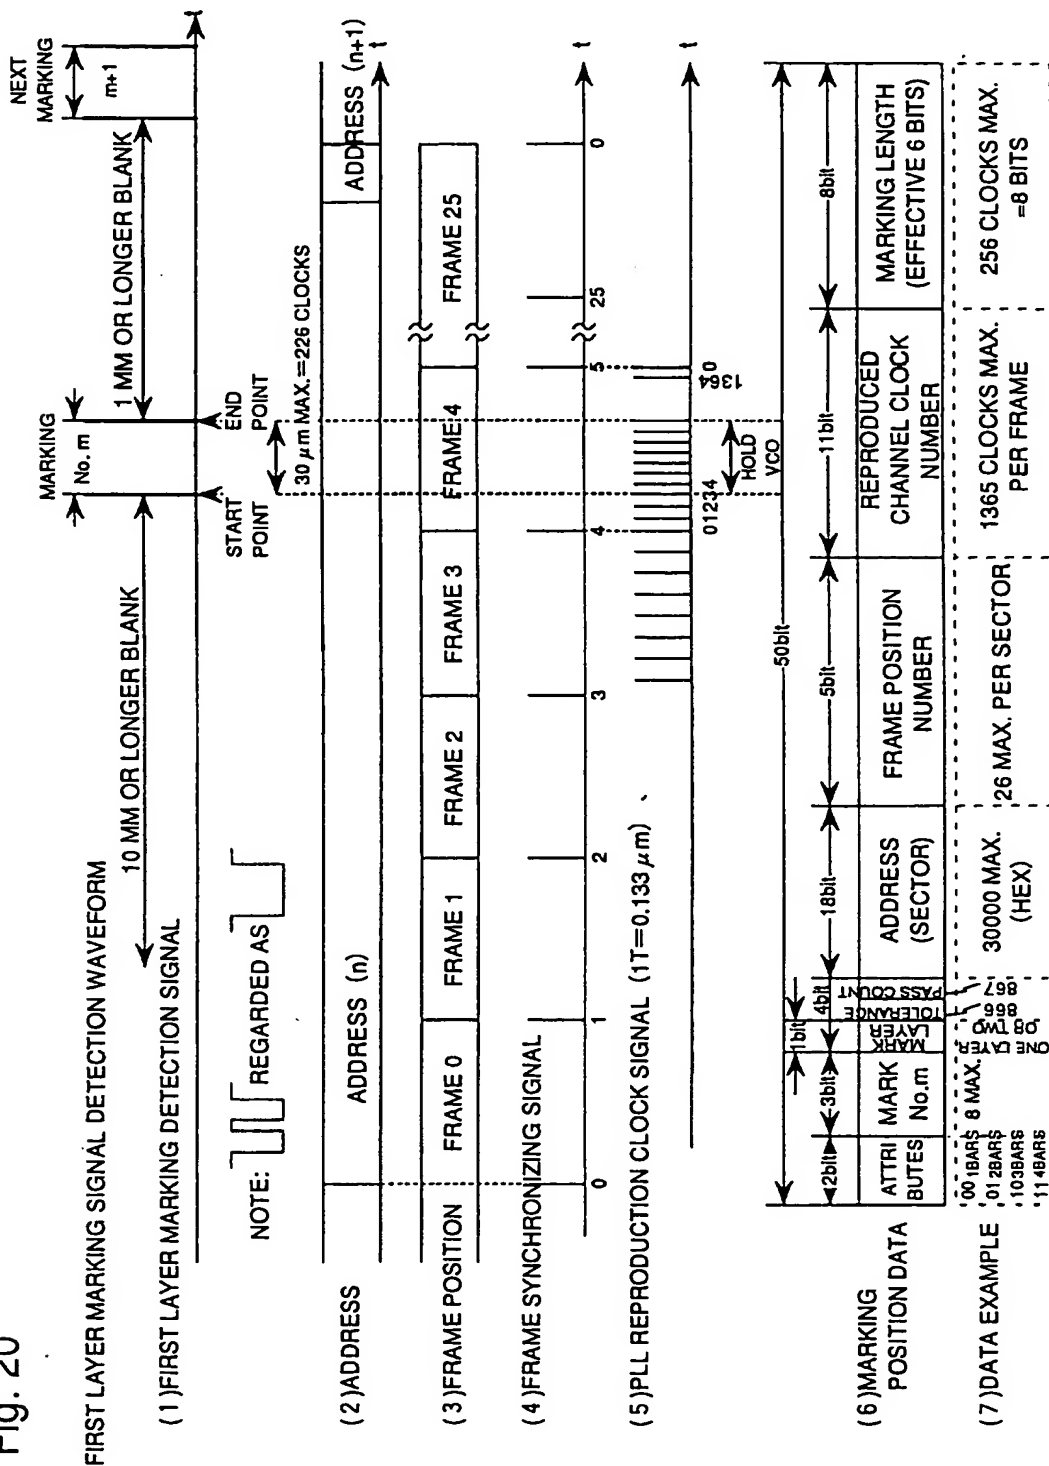 Fig. 20
FIRST LAYER MARKING SIGNAL DETECTION WAVEFORM
MARKING
No. m
NEXT
MARKING
m+1
10 MM OR LONGER BLANK
1 MM OR LONGER BLANK
(1)FIRST LAYER MARKING DETECTION SIGNAL
t
START
POINT
END
POINT
NOTE:
REGARDED AS
30 μm MAX.=226 CLOCKS
(2)ADDRESS
ADDRESS (n)
ADDRESS (n+1)
t
(3)FRAME POSITION
FRAME 0
FRAME 1
FRAME 2
FRAME 3
FRAME 4
FRAME 25
(4)FRAME SYNCHRONIZING SIGNAL
0
1
2
3
4
5
25
0
t
(5)PLL REPRODUCTION CLOCK SIGNAL (1T=0.133 μm)
01234
1364
0
t
HOLD
VCO
50bit
2bit
3bit
1bit
4bit
18bit
5bit
11bit
8bit
(6)MARKING
POSITION DATA
ATTRI
BUTES
MARK
No.m
MARK
LAYER
TOLERANCE
PASS COUNT
ADDRESS
(SECTOR)
FRAME POSITION
NUMBER
REPRODUCED
CHANNEL CLOCK
NUMBER
MARKING LENGTH
(EFFECTIVE 6 BITS)
(7)DATA EXAMPLE
00 1BARS
01 2BARS
10 3BARS
11 4BARS
8 MAX.
ONE LAYER
OB TWO
866
867
30000 MAX.
(HEX)
26 MAX. PER SECTOR
1365 CLOCKS MAX.
PER FRAME
256 CLOCKS MAX.
=8 BITS